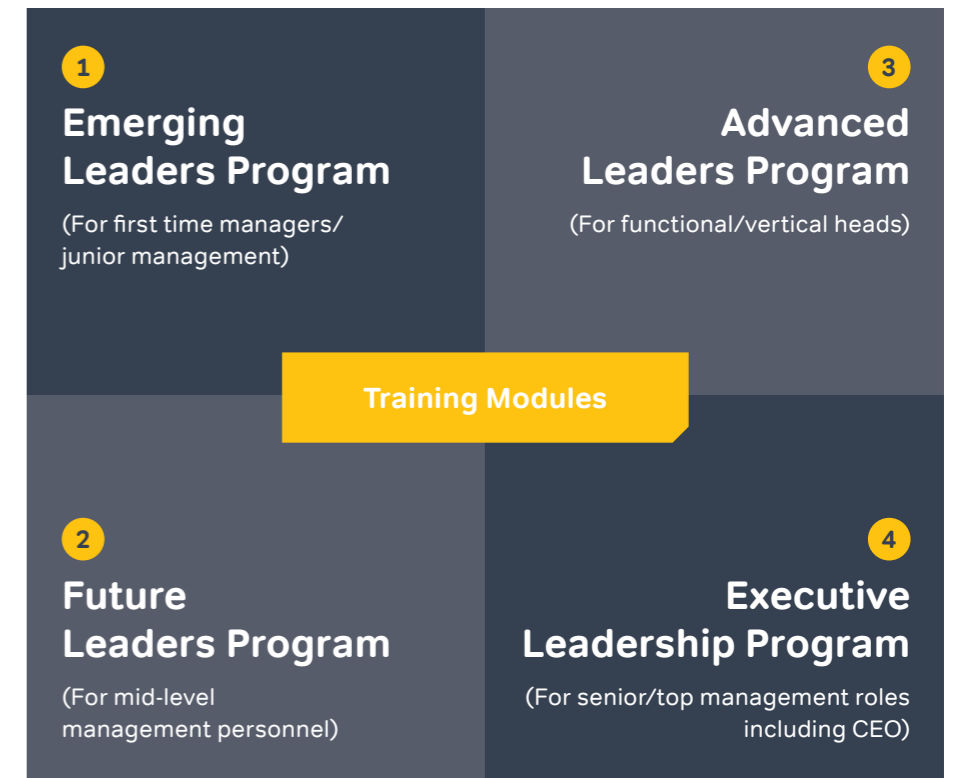 1
Emerging
Leaders Program
(For first time managers/
junior management)
3
Advanced
Leaders Program
(For functional/vertical heads)
Training Modules
2
Future
Leaders Program
(For mid-level
management personnel)
4
Executive
Leadership Program
(For senior/top management roles
including CEO)